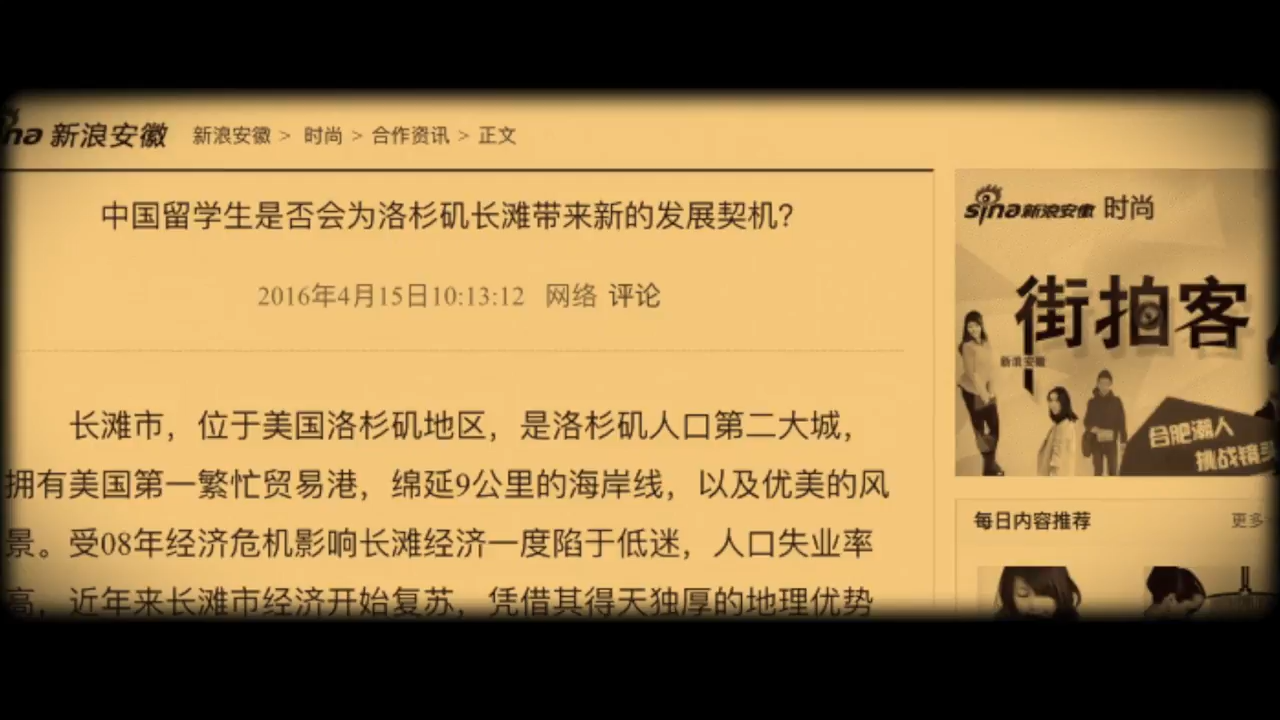 sina 新浪安徽 新浪安徽 > 时尚 > 合作资讯 > 正文
中国留学生是否会为洛杉矶长滩带来新的发展契机?
2016年4月15日10:13:12 网络 评论
长滩市，位于美国洛杉矶地区，是洛杉矶人口第二大城，
拥有美国第一繁忙贸易港，绵延9公里的海岸线，以及优美的风
景。受08年经济危机影响长滩经济一度陷于低迷，人口失业率
高，近年来长滩市经济开始复苏，凭借其得天独厚的地理优势
sina新浪安徽 时尚
街拍客
新浪安徽
合肥潮人
挑战镜头
每日内容推荐 更多